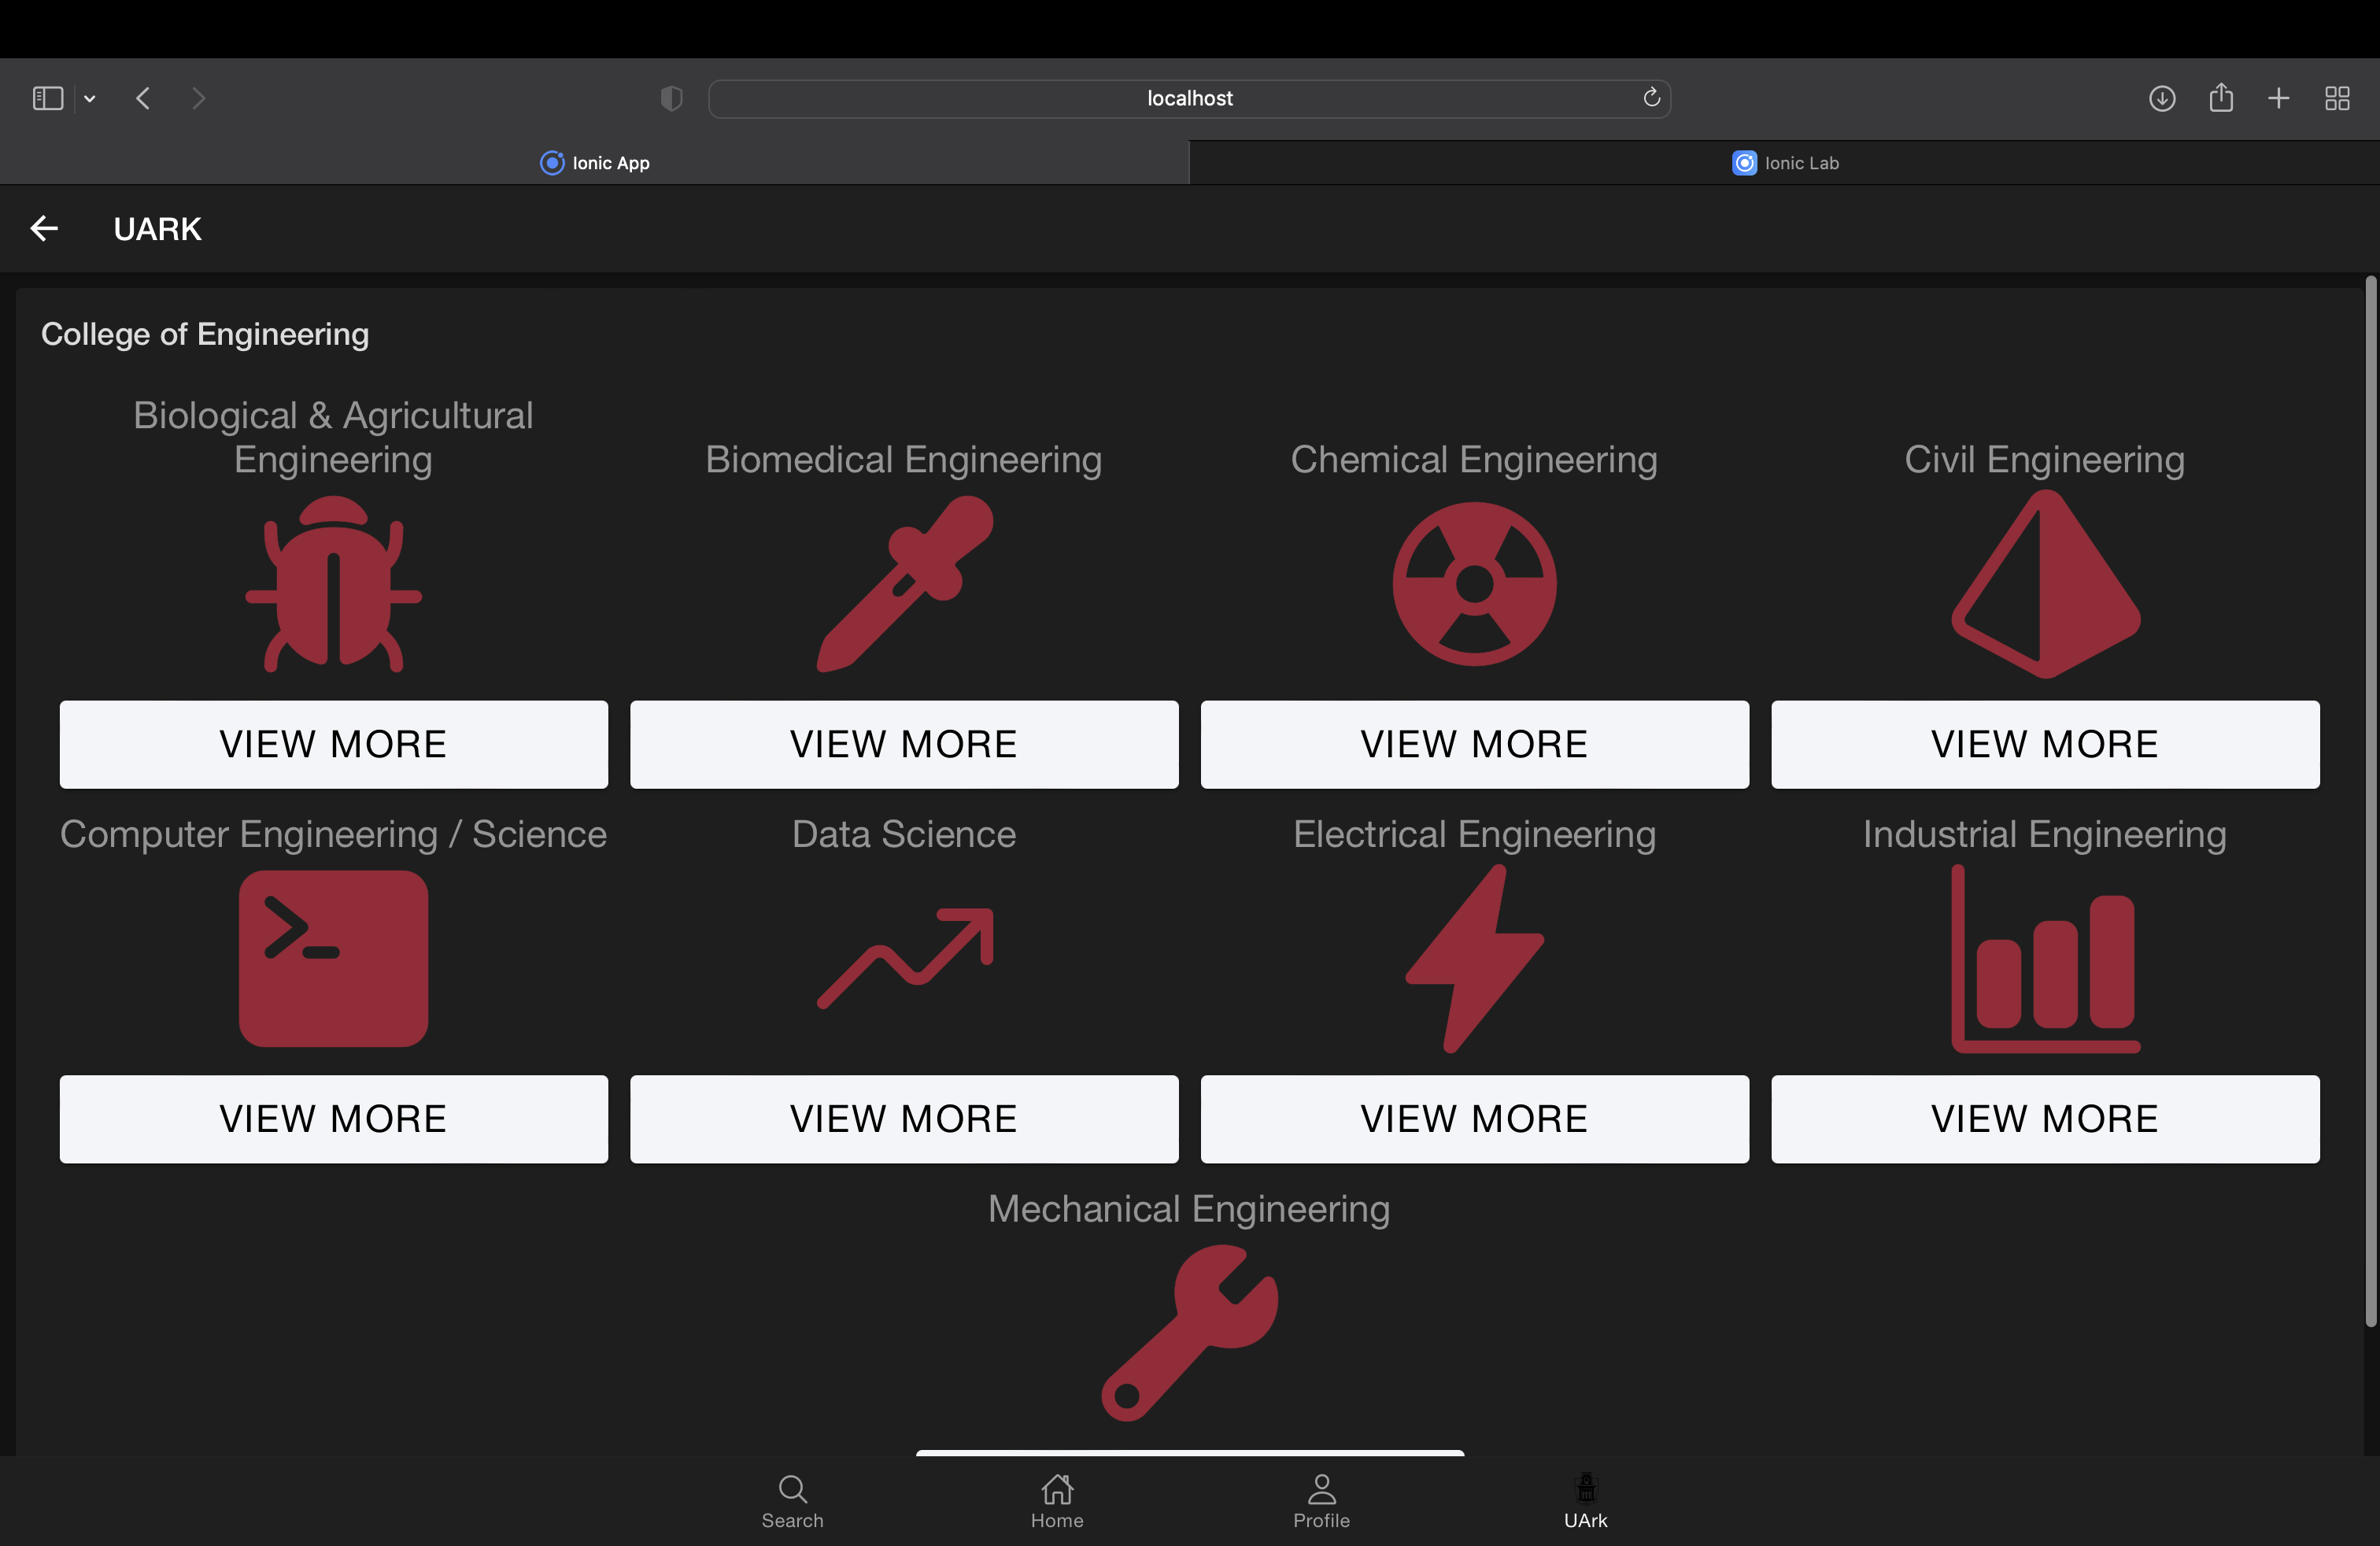 localhost
Ionic App
Ionic Lab
UARK
College of Engineering
Biological & Agricultural
Engineering
Biomedical Engineering
Chemical Engineering
Civil Engineering
VIEW MORE
VIEW MORE
VIEW MORE
VIEW MORE
Computer Engineering / Science
Data Science
Electrical Engineering
Industrial Engineering
VIEW MORE
VIEW MORE
VIEW MORE
VIEW MORE
Mechanical Engineering
Search
Home
Profile
UArk